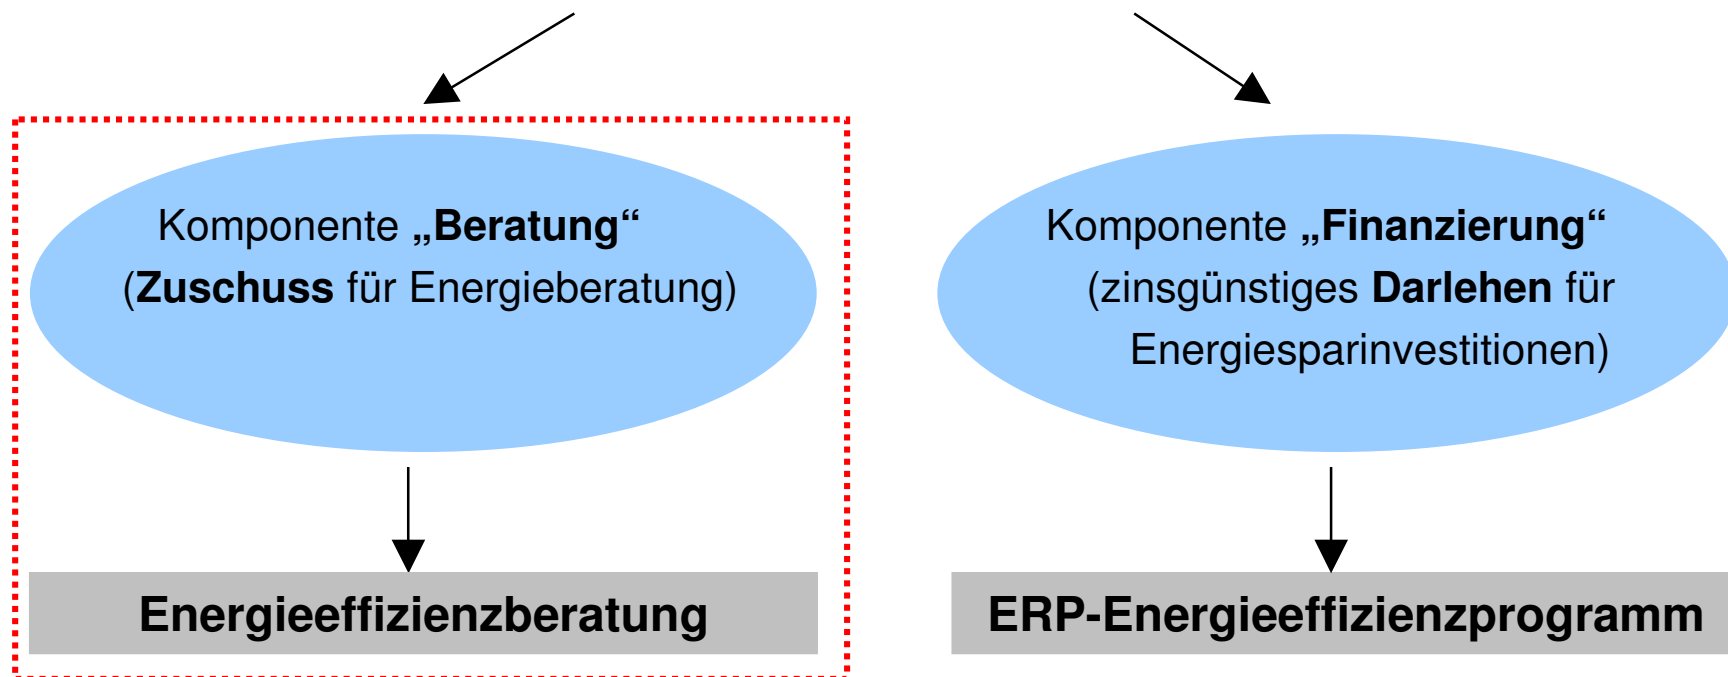 Komponente „Beratung“
(Zuschuss für Energieberatung)
Energieeffizienzberatung
Komponente „Finanzierung“
(zinsgünstiges Darlehen für
Energiesparinvestitionen)
ERP-Energieeffizienzprogramm